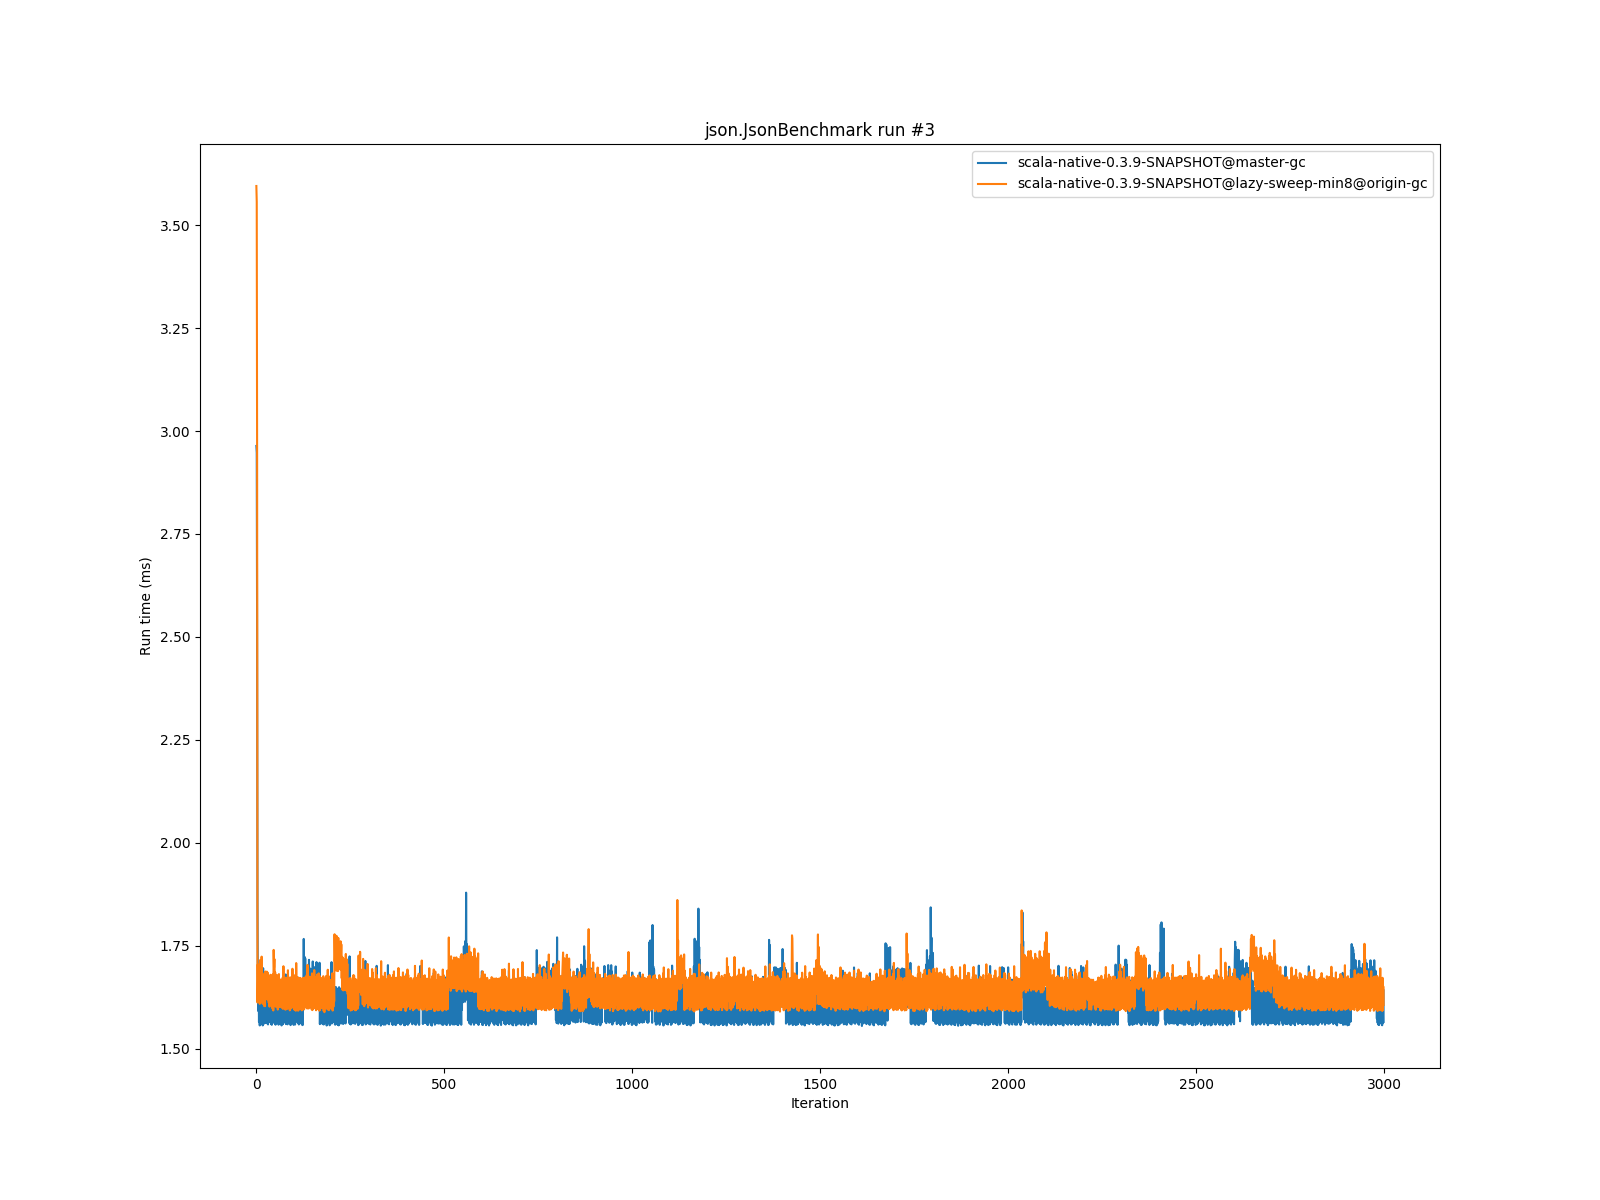 json.JsonBenchmark run #3
scala-native-0.3.9-SNAPSHOT@master-gc
scala-native-0.3.9-SNAPSHOT@lazy-sweep-min8@origin-gc
3.50
3.25
3.00
2.75
2.50
2.25
2.00
1.75
1.50
Run time (ms)
0 500 1000 1500 2000 2500 3000
Iteration